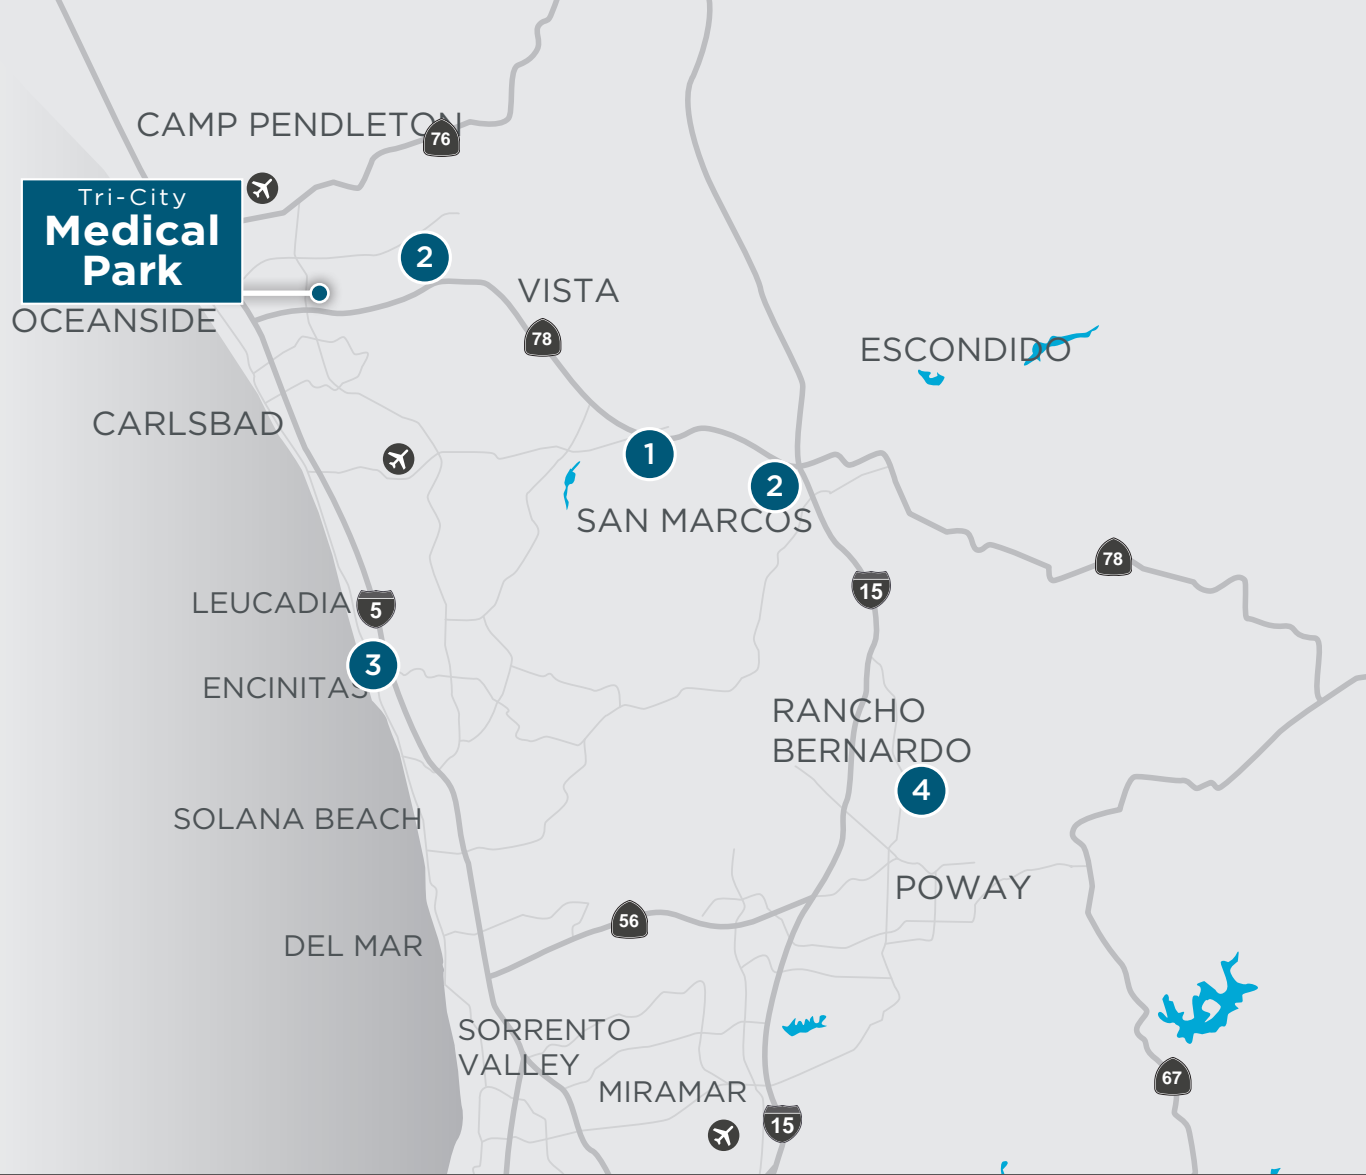 CAMP PENDLETON
76
Tri-City
Medical
Park
2
VISTA
OCEANSIDE
78
ESCONDIDO
CARLSBAD
1
2
SAN MARCOS
78
15
LEUCADIA
5
3
ENCINITAS
RANCHO
BERNARDO
4
SOLANA BEACH
POWAY
56
DEL MAR
SORRENTO
VALLEY
67
MIRAMAR
15